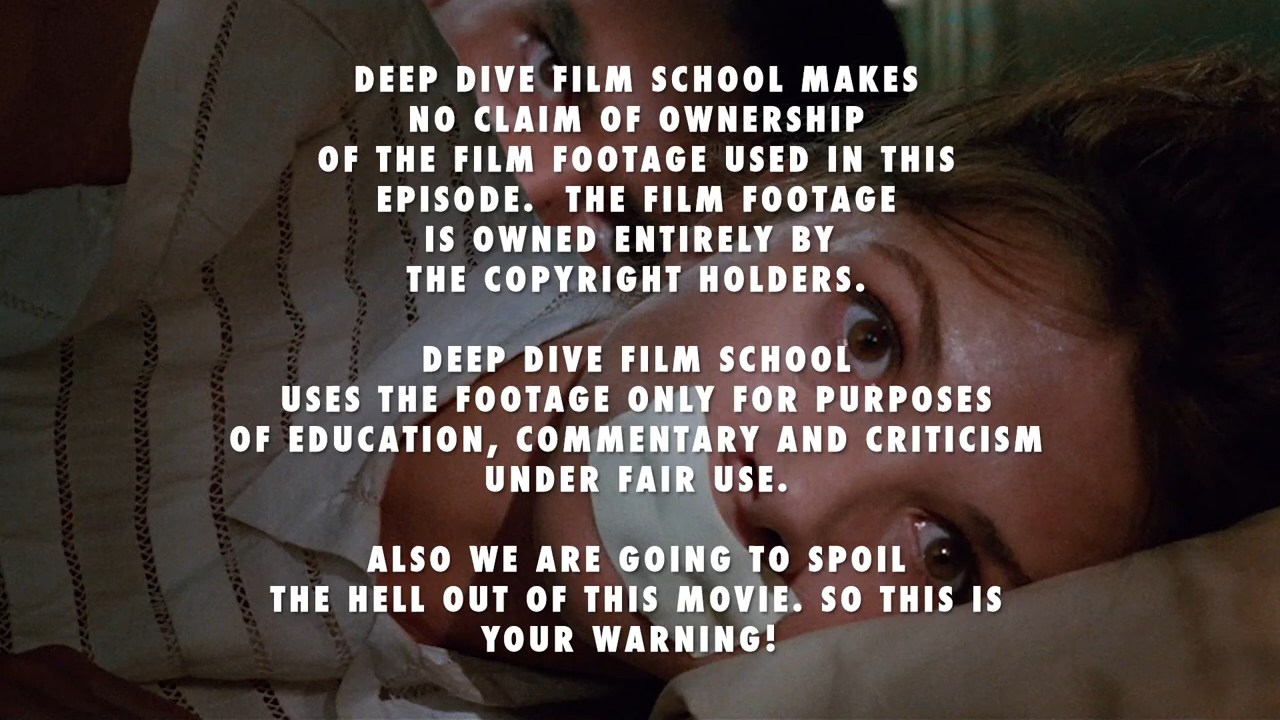 DEEP DIVE FILM SCHOOL MAKES
NO CLAIM OF OWNERSHIP
OF THE FILM FOOTAGE USED IN THIS
EPISODE. THE FILM FOOTAGE
IS OWNED ENTIRELY BY
THE COPYRIGHT HOLDERS.
DEEP DIVE FILM SCHOOL
USES THE FOOTAGE ONLY FOR PURPOSES
OF EDUCATION, COMMENTARY AND CRITICISM
UNDER FAIR USE.
ALSO WE ARE GOING TO SPOIL
THE HELL OUT OF THIS MOVIE. SO THIS IS
YOUR WARNING!